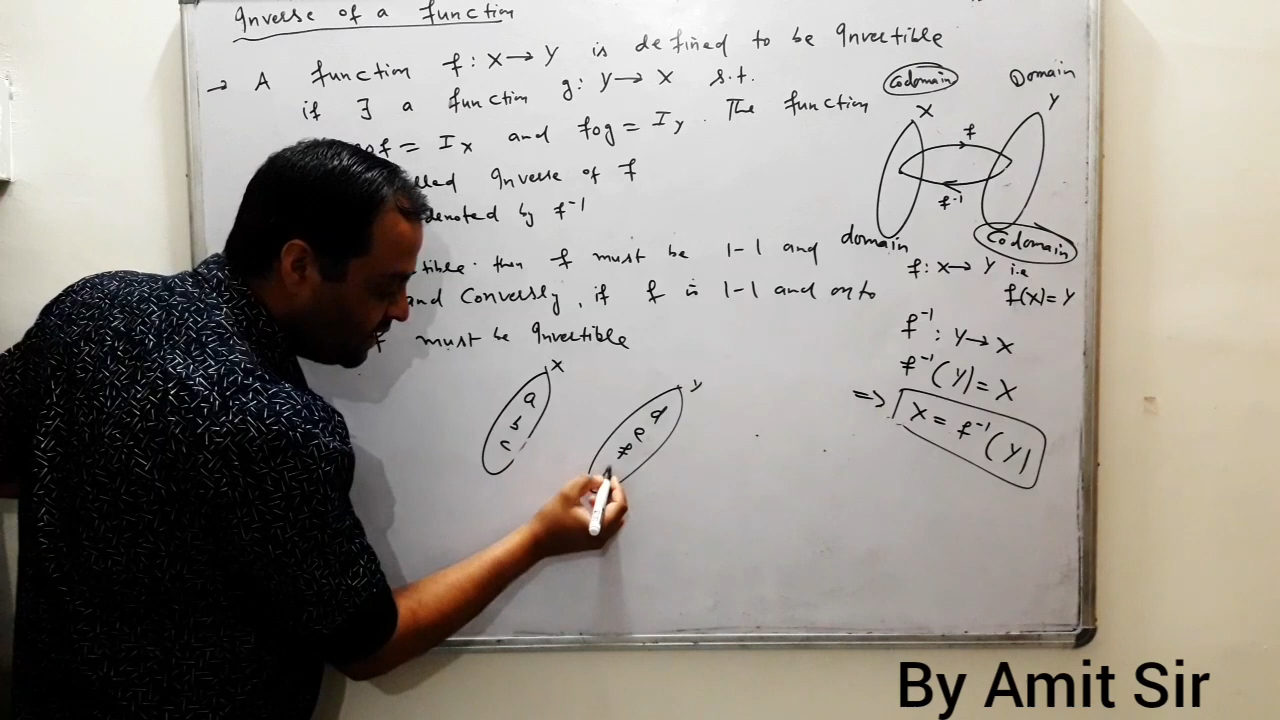 Inverse of a function
→ A function f: X→Y is defined to be Invertible
if ∃ a function g: Y→X s.t.
of = I_X and fog = I_Y. The function
lled Inverse of f
denoted by f⁻¹
tible then f must be 1-1 and
and Conversly, if f is 1-1 and onto
f must be Invertible
X
a
b
c
Y
d
e
f
Codomain
Domain
X
Y
f
f⁻¹
domain
Codomain
f: X→Y i.e
f(X)=Y
f⁻¹: Y→X
f⁻¹(Y)=X
=> X = f⁻¹(Y)
By Amit Sir